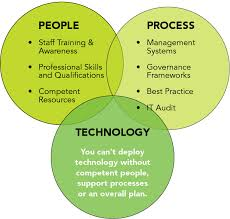 PEOPLE
• Staff Training &
Awareness
• Professional Skills
and Qualifications
• Competent
Resources
PROCESS
• Management
Systems
• Governance
Frameworks
• Best Practice
• IT Audit
TECHNOLOGY
You can't deploy
technology without
competent people,
support processes
or an overall plan.